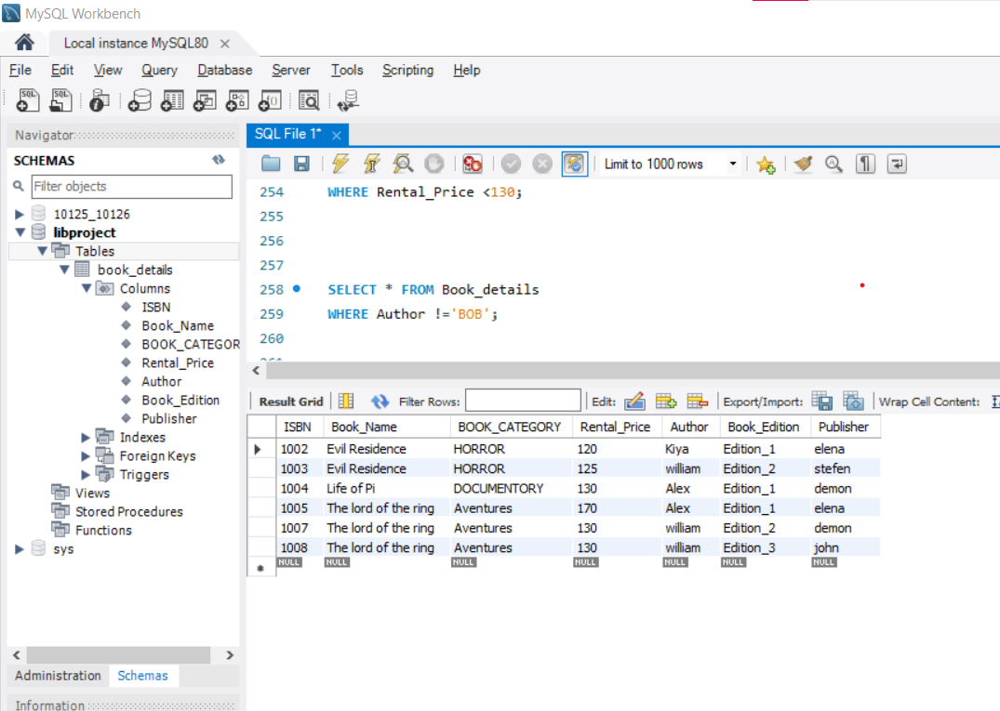 MySQL Workbench
Local instance MySQL80
File Edit View Query Database Server Tools Scripting Help
Navigator
SQL File 1*
SCHEMAS
Limit to 1000 rows
Filter objects
10125_10126
libproject
Tables
book_details
Columns
ISBN
Book_Name
BOOK_CATEGOR
Rental_Price
Author
Book_Edition
Publisher
Indexes
Foreign Keys
Triggers
Views
Stored Procedures
Functions
sys
Administration Schemas
Information
254 WHERE Rental_Price <130;
255
256
257
258 SELECT * FROM Book_details
259 WHERE Author !='BOB';
260
261
Result Grid Filter Rows: Edit: Export/Import: Wrap Cell Content:
ISBN Book_Name BOOK_CATEGORY Rental_Price Author Book_Edition Publisher
1002 Evil Residence HORROR 120 Kiya Edition_1 elena
1003 Evil Residence HORROR 125 william Edition_2 stefen
1004 Life of Pi DOCUMENTORY 130 Alex Edition_1 demon
1005 The lord of the ring Aventures 170 Alex Edition_1 elena
1007 The lord of the ring Aventures 130 william Edition_2 demon
1008 The lord of the ring Aventures 130 william Edition_3 john
NULL NULL NULL NULL NULL NULL NULL